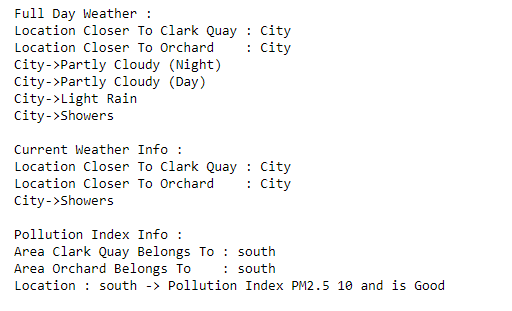 Full Day Weather :
Location Closer To Clark Quay : City
Location Closer To Orchard    : City
City->Partly Cloudy (Night)
City->Partly Cloudy (Day)
City->Light Rain
City->Showers

Current Weather Info :
Location Closer To Clark Quay : City
Location Closer To Orchard    : City
City->Showers

Pollution Index Info :
Area Clark Quay Belongs To : south
Area Orchard Belongs To    : south
Location : south -> Pollution Index PM2.5 10 and is Good